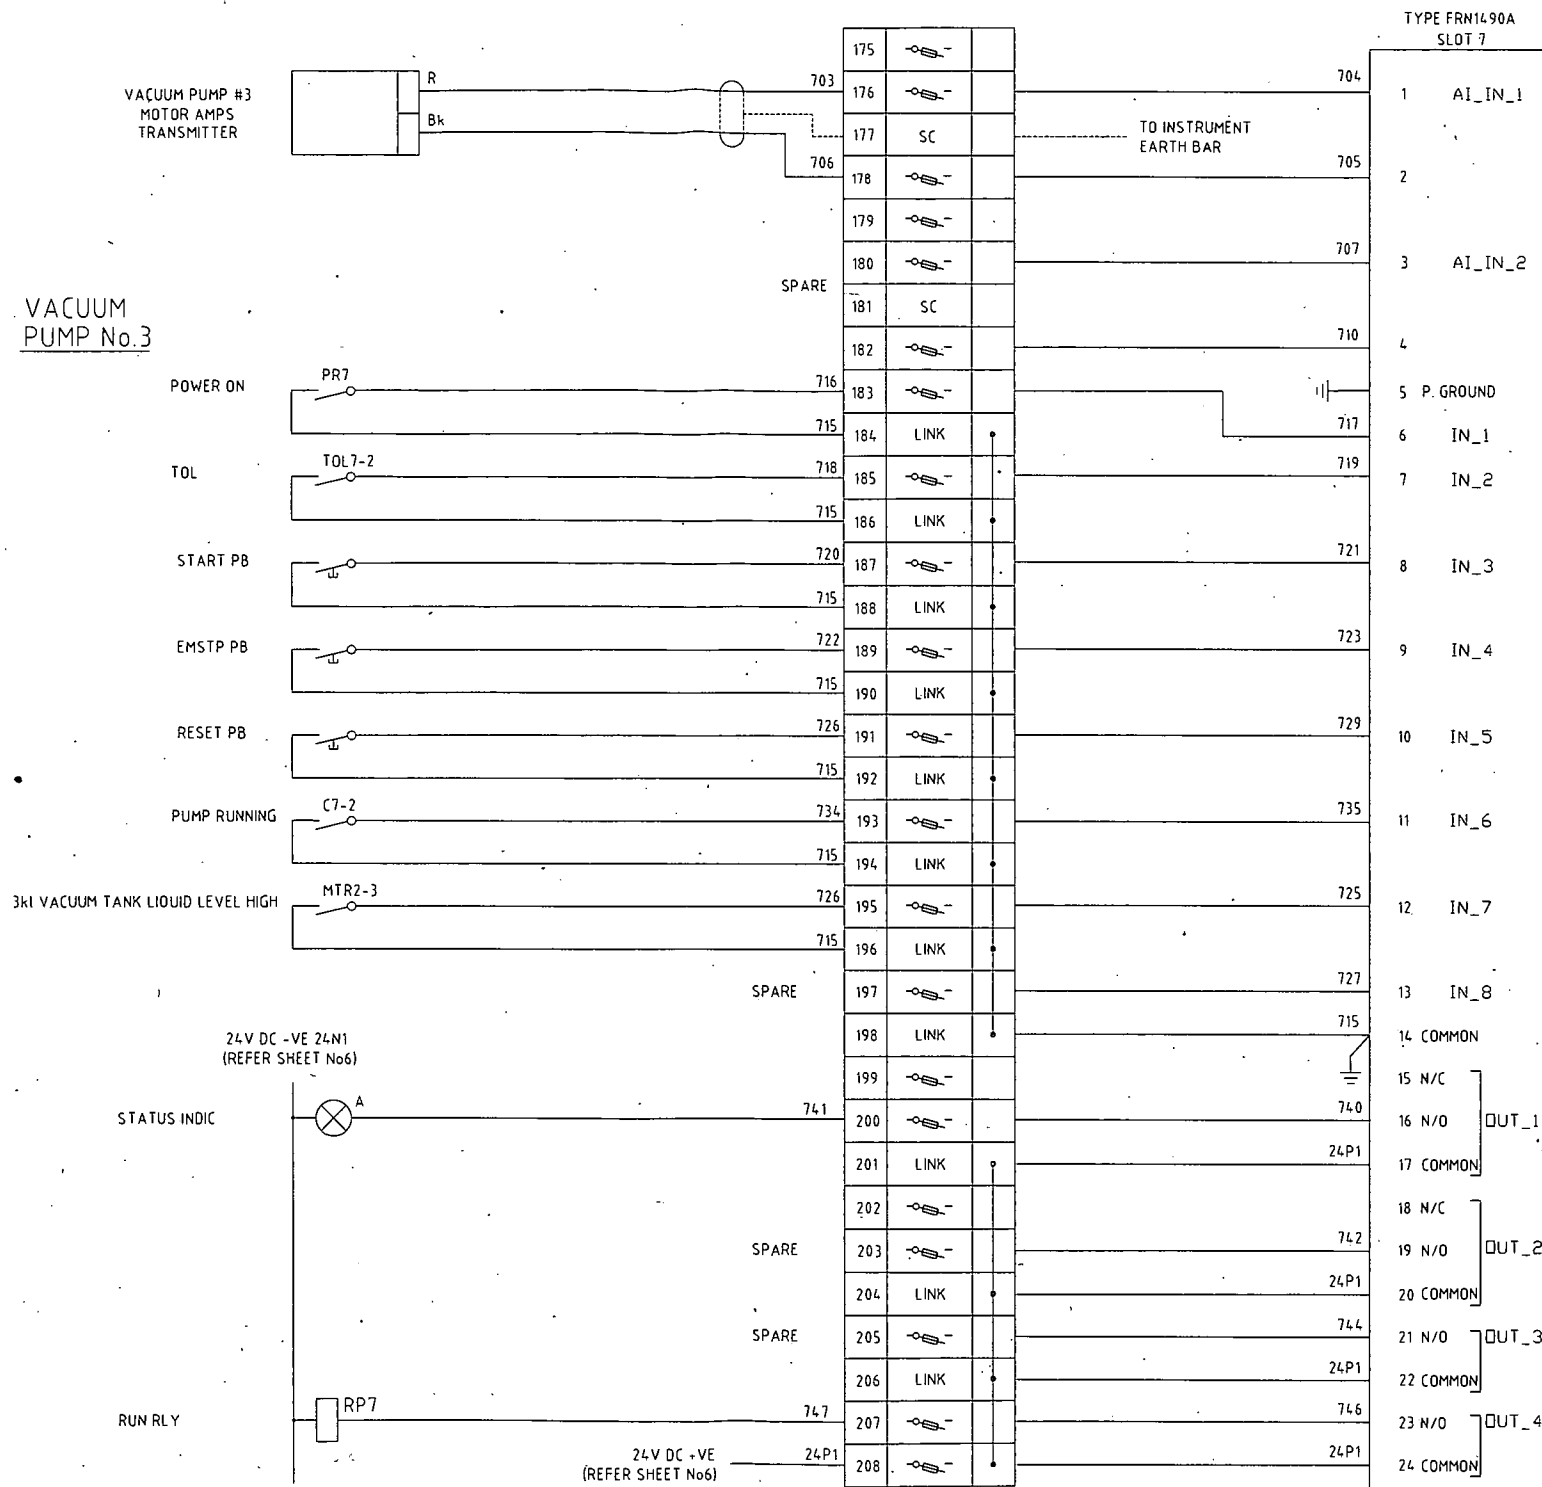 TYPE FRN1490A
SLOT 7
175
VACUUM PUMP #3
MOTOR AMPS
TRANSMITTER
R
703
176
704
1 AI_IN_1
Bk
177
SC
TO INSTRUMENT
EARTH BAR
706
178
705
2
179
180
707
3 AI_IN_2
SPARE
181
SC
VACUUM
PUMP No.3
182
710
4
POWER ON
PR7
716
183
5 P. GROUND
715
184
LINK
717
6 IN_1
TOL
TOL7-2
718
185
719
7 IN_2
715
186
LINK
START PB
720
187
721
8 IN_3
715
188
LINK
EMSTP PB
722
189
723
9 IN_4
715
190
LINK
RESET PB
726
191
729
10 IN_5
715
192
LINK
PUMP RUNNING
C7-2
734
193
735
11 IN_6
715
194
LINK
3kl VACUUM TANK LIQUID LEVEL HIGH
MTR2-3
726
195
725
12 IN_7
715
196
LINK
SPARE
197
727
13 IN_8
24V DC -VE 24N1
(REFER SHEET No6)
198
LINK
715
14 COMMON
199
15 N/C
STATUS INDIC
A
741
200
740
16 N/O OUT_1
201
LINK
24P1
17 COMMON
202
18 N/C
SPARE
203
742
19 N/O OUT_2
204
LINK
24P1
20 COMMON
SPARE
205
744
21 N/O OUT_3
206
LINK
24P1
22 COMMON
RUN RLY
RP7
747
207
746
23 N/O OUT_4
24V DC +VE
(REFER SHEET No6)
24P1
208
24P1
24 COMMON